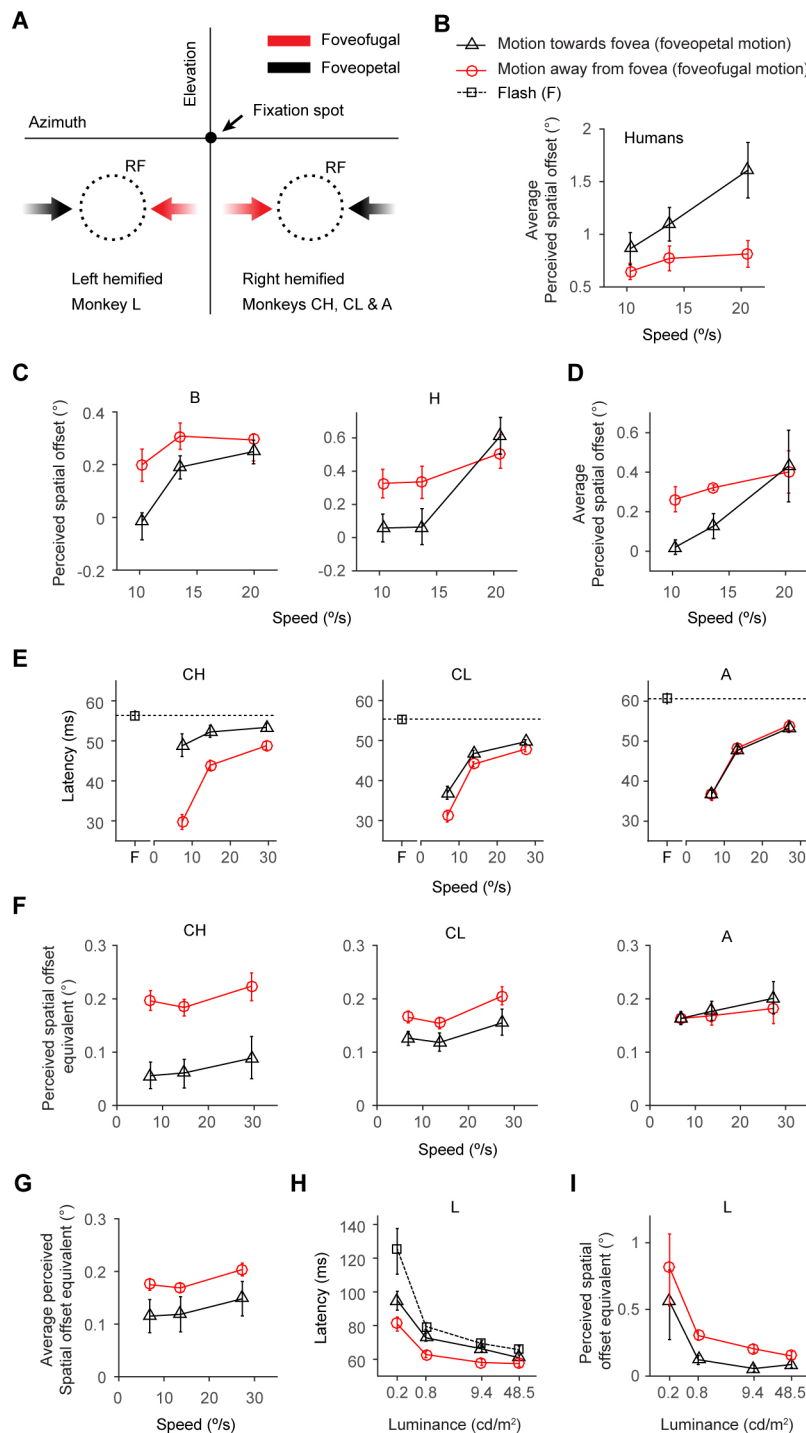 A
Foveofugal
Foveopetal
Elevation
Fixation spot
Azimuth
RF
RF
Left hemified
Monkey L
Right hemified
Monkeys CH, CL & A
B
Motion towards fovea (foveopetal motion)
Motion away from fovea (foveofugal motion)
Flash (F)
Humans
Average
Perceived spatial offset (°)
2
1.5
1
0.5
10
15
20
Speed (º/s)
C
B
H
Perceived spatial offset (°)
0.4
0.2
0
-0.2
10
15
20
0.6
0.4
0.2
0
-0.2
10
15
20
Speed (º/s)
D
Average
Perceived spatial offset (°)
0.6
0.4
0.2
0
10
15
20
Speed (º/s)
E
CH
CL
A
Latency (ms)
60
50
40
30
F
0
10
20
30
60
50
40
30
F
0
10
20
30
60
50
40
30
F
0
10
20
30
Speed (º/s)
F
CH
CL
A
Perceived spatial offset
equivalent (°)
0.3
0.2
0.1
0
0
10
20
30
0.3
0.2
0.1
0
0
10
20
30
0.3
0.2
0.1
0
0
10
20
30
Speed (º/s)
G
Average perceived
Spatial offset equivalent (°)
0.3
0.2
0.1
0
0
10
20
30
Speed (º/s)
H
L
Latency (ms)
140
120
100
80
60
0.2
0.8
9.4
48.5
Luminance (cd/m²)
I
L
Perceived spatial
offset equivalent (°)
1
0.5
0
0.2
0.8
9.4
48.5
Luminance (cd/m²)